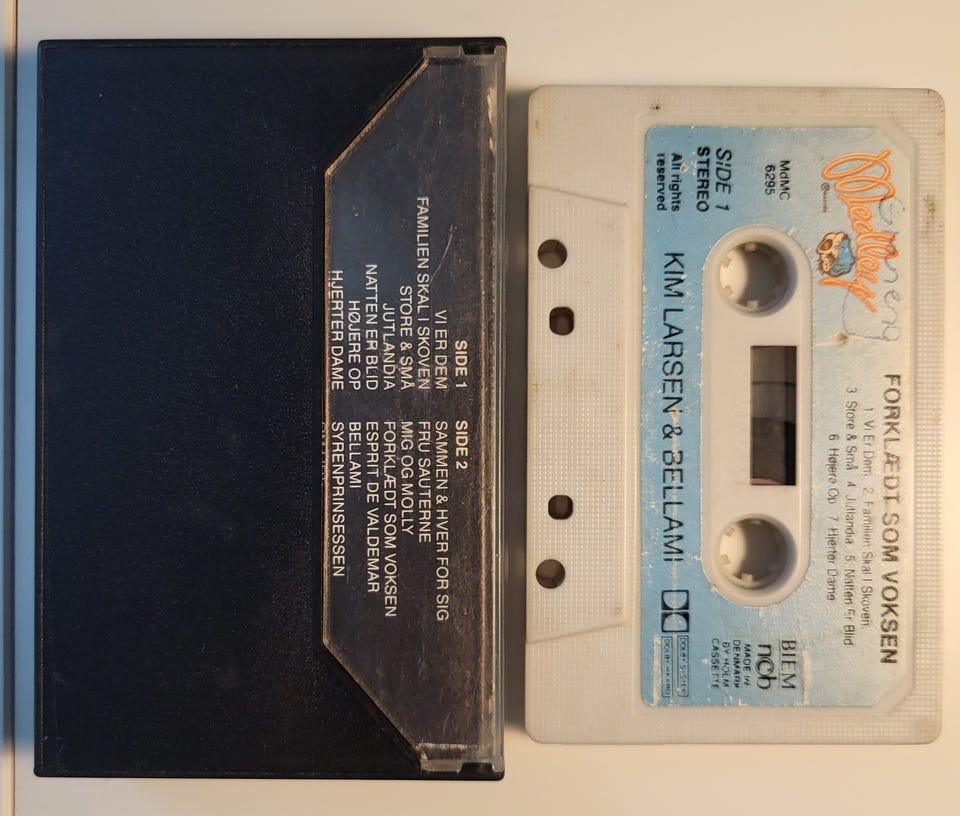 SIDE 1
VI ER DEM
FAMILIEN SKAL I SKOVEN
STORE & SMÅ
JUTLANDIA
NATTEN ER BLID
HØJERE OP
HJERTER DAME
SIDE 2
SAMMEN & HVER FOR SIG
FRU SAUTERNE
MIG OG MOLLY
FORKLÆDT SOM VOKSEN
ESPRIT DE VALDEMAR
BELLAMI
SYRENPRINSESSEN
Medley
FORKLÆDT SOM VOKSEN
1 Vi Er Dem 2 Familien Skal I Skoven
3 Store & Små 4 Jutlandia 5 Natten Er Blid
6 Højere Op 7 Hjerter Dame
MdMC
6295
SIDE 1
STEREO
All rights
reserved
BIEM
ncb
MADE IN
DENMARK
BY HOLM
CASSETTE
KIM LARSEN & BELLAMI
DOLBY SYSTEM